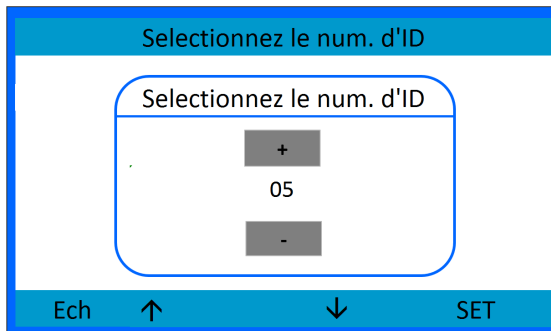 Selectionnez le num. d'ID
Selectionnez le num. d'ID
+
05
-
Ech ↑ ↓ SET